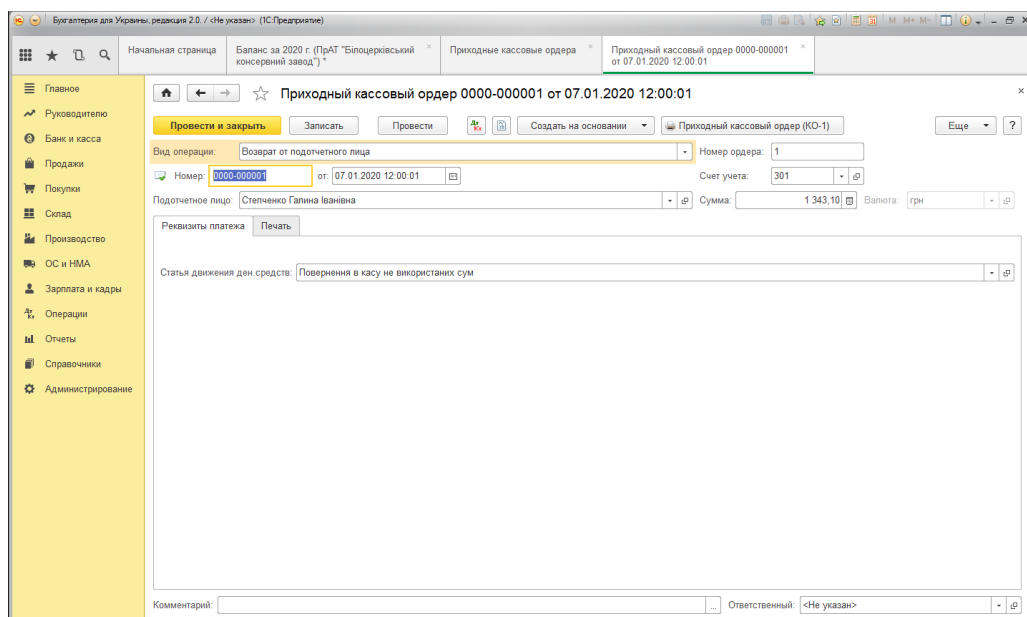 Бухгалтерия для Украины, редакция 2.0. / <Не указан> (1С:Предприятие)
M M+ M-
Начальная страница
Баланс за 2020 г. (ПрАТ "Білоцерківський консервний завод") *
Приходные кассовые ордера
Приходный кассовый ордер 0000-000001 от 07.01.2020 12:00:01
Главное
Руководителю
Банк и касса
Продажи
Покупки
Склад
Производство
ОС и НМА
Зарплата и кадры
Операции
Отчеты
Справочники
Администрирование
Приходный кассовый ордер 0000-000001 от 07.01.2020 12:00:01
Провести и закрыть Записать Провести Дт Кт Создать на основании Приходный кассовый ордер (КО-1) Еще ?
Вид операции: Возврат от подотчетного лица Номер ордера: 1
Номер: 0000-000001 от: 07.01.2020 12:00:01 Счет учета: 301
Подотчетное лицо: Степченко Галина Іванівна Сумма: 1 343,10 Валюта: грн
Реквизиты платежа Печать
Статья движения ден.средств: Повернення в касу не використаних сум
Комментарий: ... Ответственный: <Не указан>